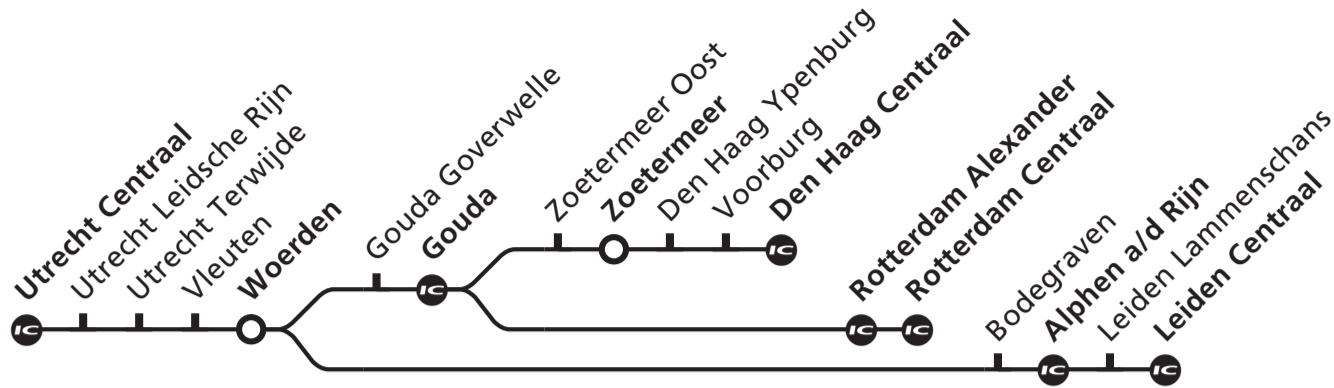 Utrecht Centraal
Utrecht Leidsche Rijn
Utrecht Terwijde
Vleuten
Woerden
Gouda Goverwelle
Gouda
Zoetermeer Oost
Zoetermeer
Den Haag Ypenburg
Voorburg
Den Haag Centraal
Rotterdam Alexander
Rotterdam Centraal
Bodegraven
Alphen a/d Rijn
Leiden Lammenschans
Leiden Centraal
IC
IC
IC
IC
IC
IC
IC